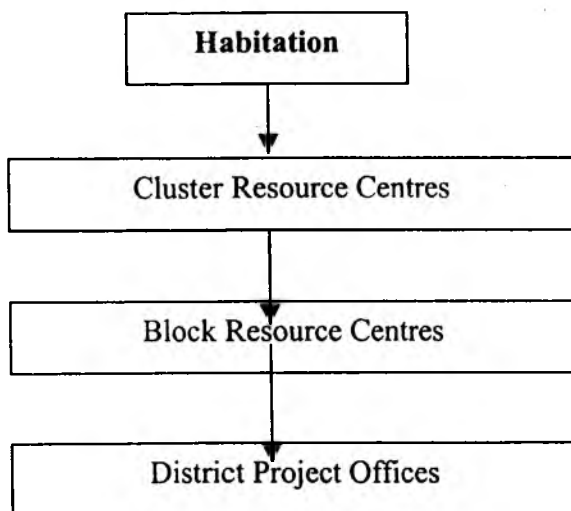 Habitation
Cluster Resource Centres
Block Resource Centres
District Project Offices